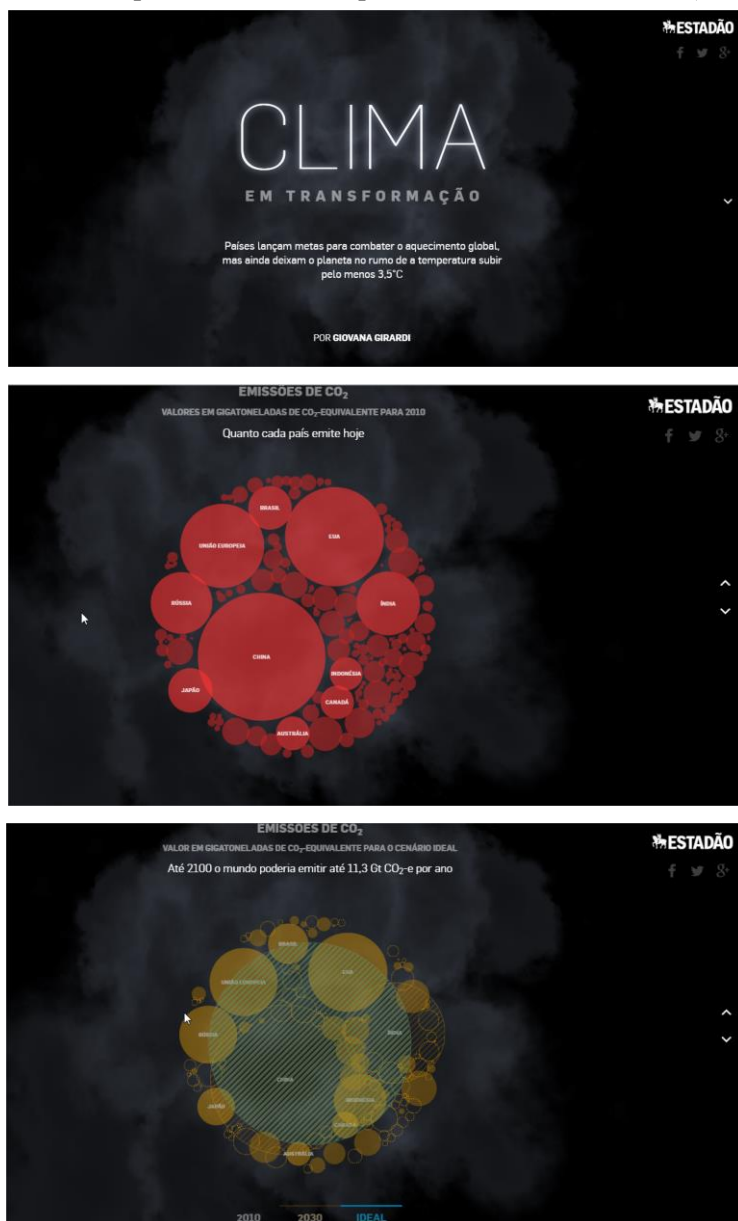 ESTADÃO
CLIMA
EM TRANSFORMAÇÃO
Países lançam metas para combater o aquecimento global,
mas ainda deixam o planeta no rumo de a temperatura subir
pelo menos 3,5°C
POR GIOVANA GIRARDI
EMISSÕES DE CO₂
VALORES EM GIGATONELADAS DE CO₂-EQUIVALENTE PARA 2010
ESTADÃO
Quanto cada país emite hoje
BRASIL
EUA
UNIÃO EUROPEIA
RÚSSIA
ÍNDIA
CHINA
INDONÉSIA
JAPÃO
CANADÁ
AUSTRÁLIA
EMISSÕES DE CO₂
VALOR EM GIGATONELADAS DE CO₂-EQUIVALENTE PARA O CENÁRIO IDEAL
ESTADÃO
Até 2100 o mundo poderia emitir até 11,3 Gt CO₂-e por ano
BRASIL
EUA
UNIÃO EUROPEIA
RÚSSIA
ÍNDIA
CHINA
INDONÉSIA
JAPÃO
CANADÁ
AUSTRÁLIA
2010 2030 IDEAL